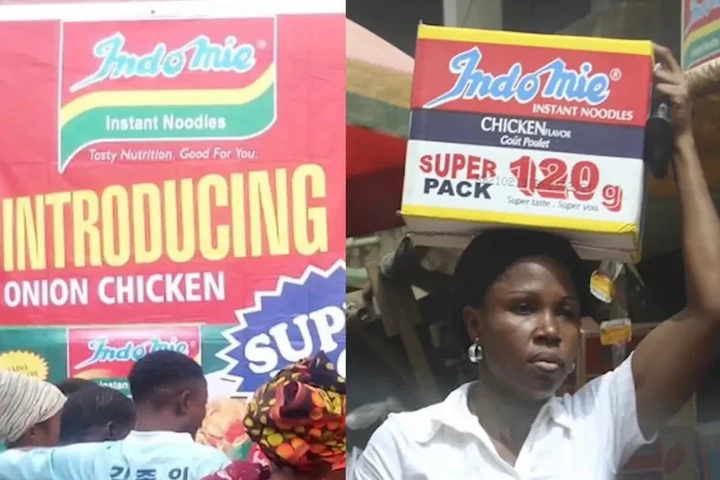 Indomie
Instant Noodles
Tasty Nutrition. Good For You.
INTRODUCING
ONION CHICKEN
SUP
Indomie
Instant
Indomie®
INSTANT NOODLES
CHICKEN FLAVOR
Goût Poulet
SUPER
PACK
120g
Super taste. Super you.